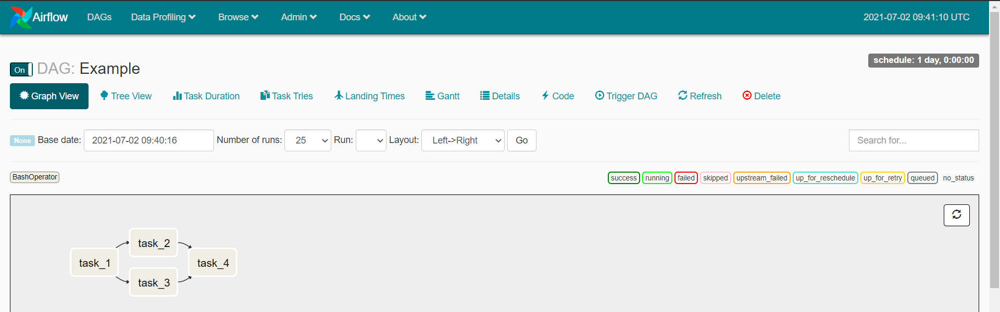 Airflow DAGs Data Profiling Browse Admin Docs About 2021-07-02 09:41:10 UTC
schedule: 1 day, 0:00:00
On DAG: Example
Graph View Tree View Task Duration Task Tries Landing Times Gantt Details Code Trigger DAG Refresh Delete
None Base date: 2021-07-02 09:40:16 Number of runs: 25 Run: Layout: Left->Right Go Search for...
BashOperator success running failed skipped upstream_failed up_for_reschedule up_for_retry queued no_status
task_2
task_1 task_4
task_3